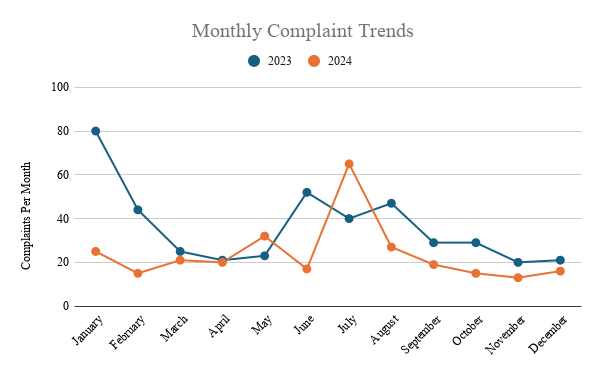 Monthly Complaint Trends
2023 2024
Complaints Per Month
100
80
60
40
20
0
January February March April May June July August September October November December